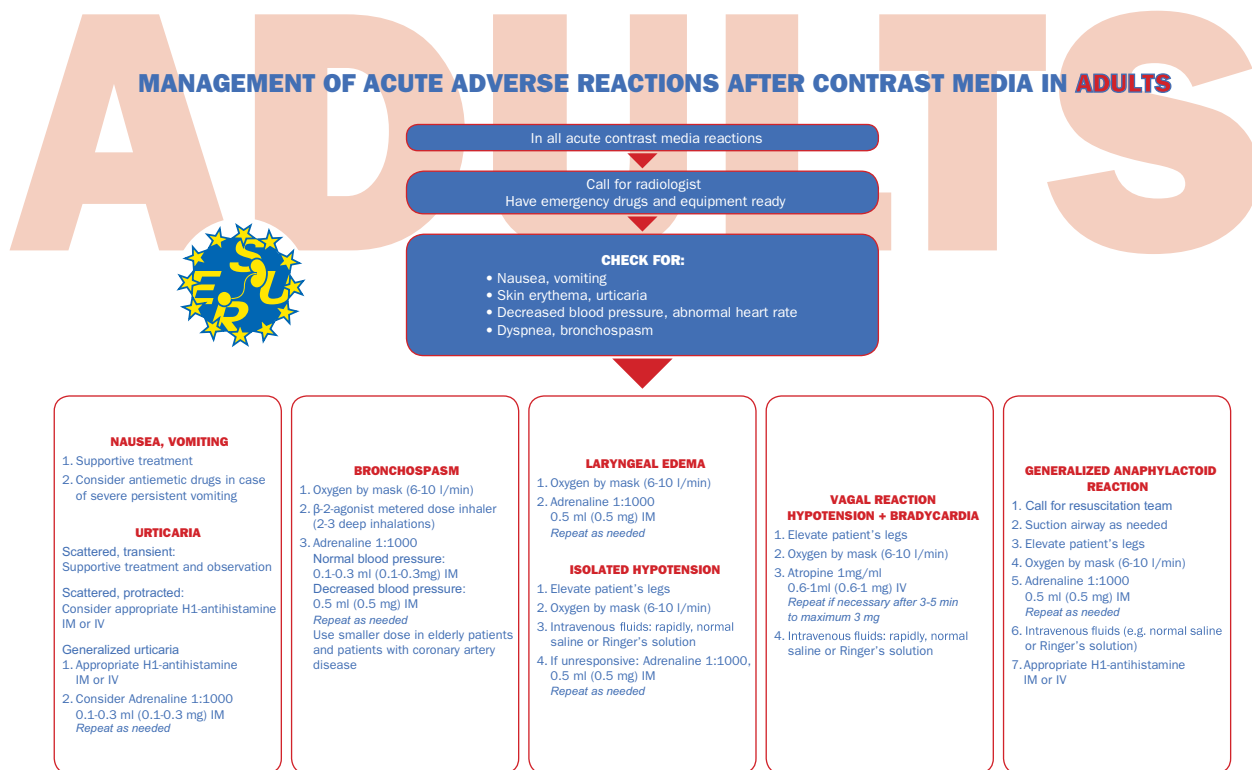 ADULTS
MANAGEMENT OF ACUTE ADVERSE REACTIONS AFTER CONTRAST MEDIA IN ADULTS
In all acute contrast media reactions
Call for radiologist
Have emergency drugs and equipment ready
ESUR
CHECK FOR:
• Nausea, vomiting
• Skin erythema, urticaria
• Decreased blood pressure, abnormal heart rate
• Dyspnea, bronchospasm
NAUSEA, VOMITING
1. Supportive treatment
2. Consider antiemetic drugs in case
of severe persistent vomiting
URTICARIA
Scattered, transient:
Supportive treatment and observation
Scattered, protracted:
Consider appropriate H1-antihistamine
IM or IV
Generalized urticaria
1. Appropriate H1-antihistamine
IM or IV
2. Consider Adrenaline 1:1000
0.1-0.3 ml (0.1-0.3 mg) IM
Repeat as needed
BRONCHOSPASM
1. Oxygen by mask (6-10 l/min)
2. β-2-agonist metered dose inhaler
(2-3 deep inhalations)
3. Adrenaline 1:1000
Normal blood pressure:
0.1-0.3 ml (0.1-0.3mg) IM
Decreased blood pressure:
0.5 ml (0.5 mg) IM
Repeat as needed
Use smaller dose in elderly patients
and patients with coronary artery
disease
LARYNGEAL EDEMA
1. Oxygen by mask (6-10 l/min)
2. Adrenaline 1:1000
0.5 ml (0.5 mg) IM
Repeat as needed
ISOLATED HYPOTENSION
1. Elevate patient's legs
2. Oxygen by mask (6-10 l/min)
3. Intravenous fluids: rapidly, normal
saline or Ringer's solution
4. If unresponsive: Adrenaline 1:1000,
0.5 ml (0.5 mg) IM
Repeat as needed
VAGAL REACTION
HYPOTENSION + BRADYCARDIA
1. Elevate patient's legs
2. Oxygen by mask (6-10 l/min)
3. Atropine 1mg/ml
0.6-1ml (0.6-1 mg) IV
Repeat if necessary after 3-5 min
to maximum 3 mg
4. Intravenous fluids: rapidly, normal
saline or Ringer's solution
GENERALIZED ANAPHYLACTOID
REACTION
1. Call for resuscitation team
2. Suction airway as needed
3. Elevate patient's legs
4. Oxygen by mask (6-10 l/min)
5. Adrenaline 1:1000
0.5 ml (0.5 mg) IM
Repeat as needed
6. Intravenous fluids (e.g. normal saline
or Ringer's solution)
7. Appropriate H1-antihistamine
IM or IV